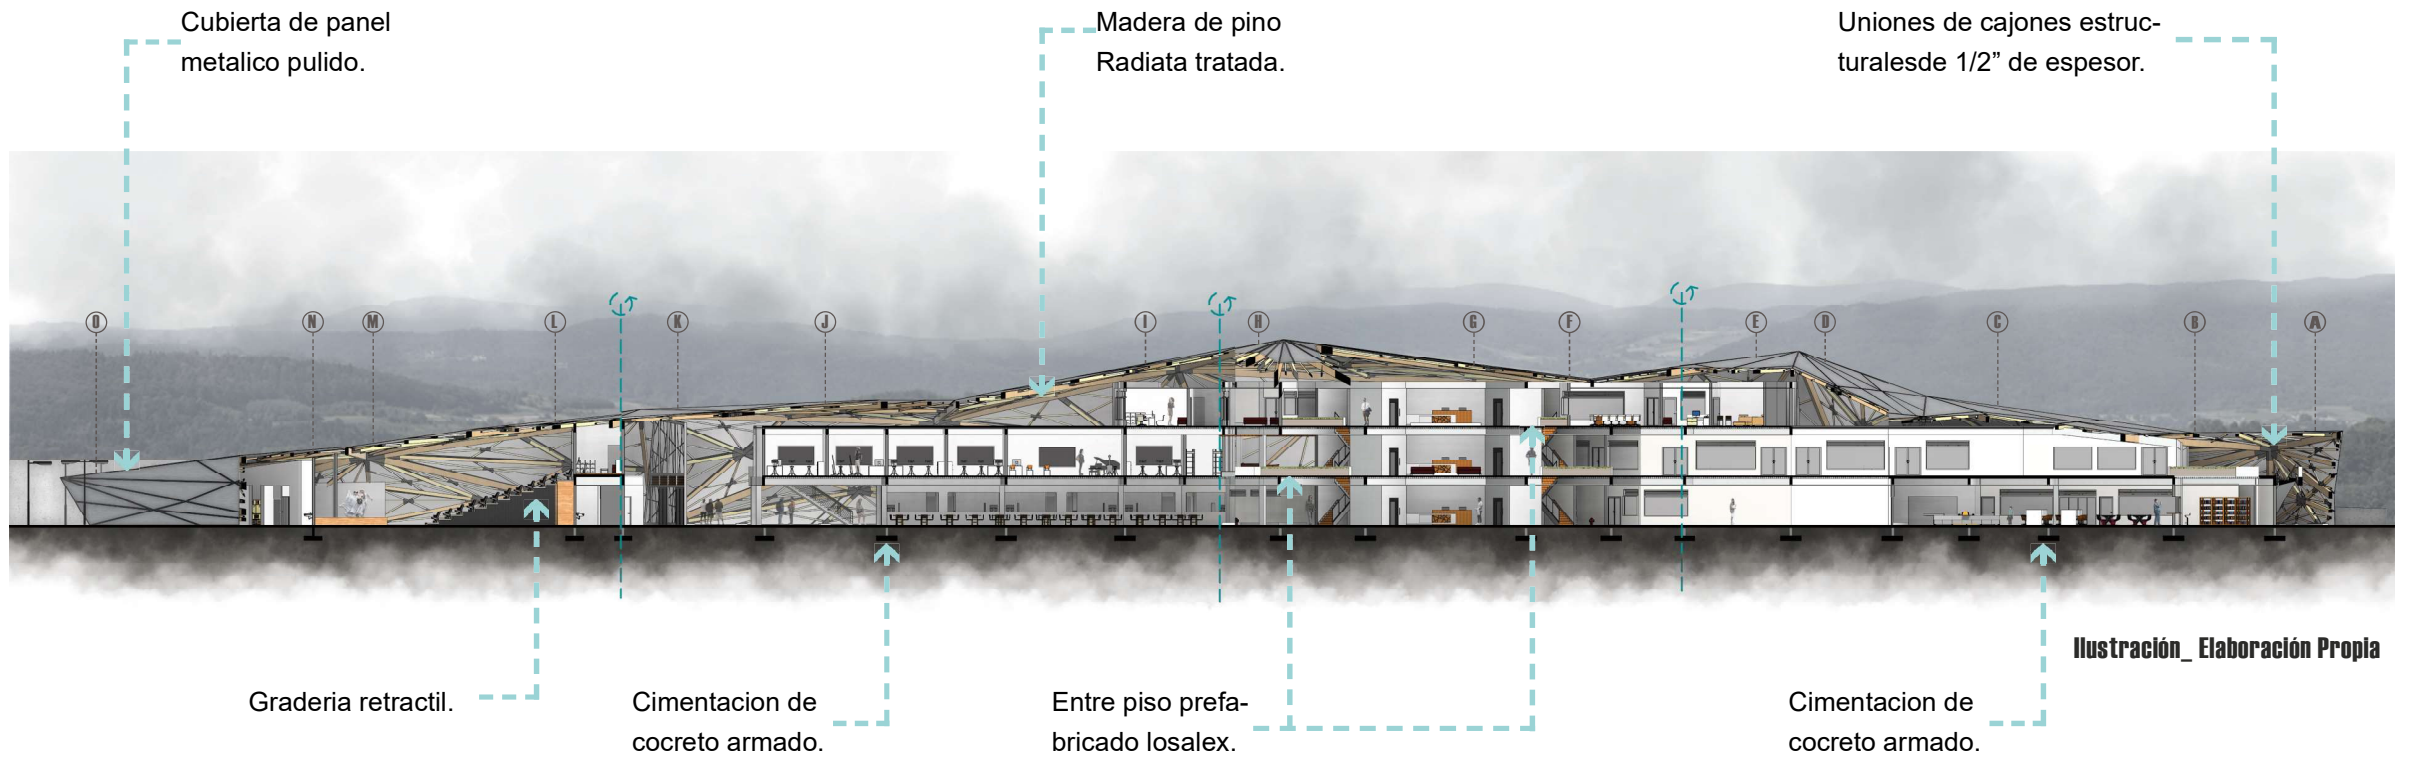 Cubierta de panel
metalico pulido.
Madera de pino
Radiata tratada.
Uniones de cajones estruc-
turalesde 1/2” de espesor.
O N M L K J I H G F E D C B A
Ilustración_ Elaboración Propia
Graderia retractil.
Cimentacion de
cocreto armado.
Entre piso prefa-
bricado losalex.
Cimentacion de
cocreto armado.